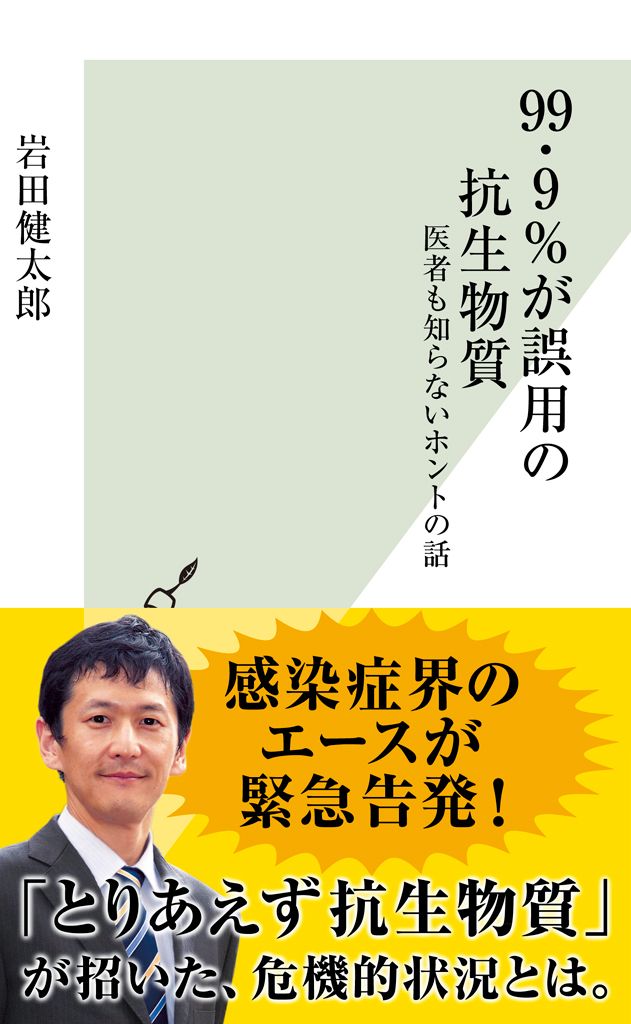 99・9％が誤用の
抗生物質
医者も知らないホントの話
岩田健太郎
感染症界の
エースが
緊急告発！
「とりあえず抗生物質」
が招いた、危機的状況とは。